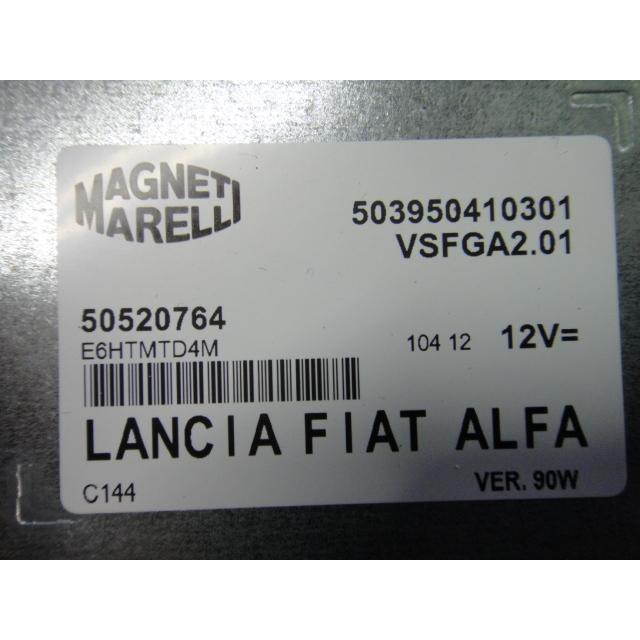 MAGNETI
MARELLI
503950410301
VSFGA2.01
50520764
E6HTMTD4M
104 12 12V=
LANCIA FIAT ALFA
C144
VER. 90W